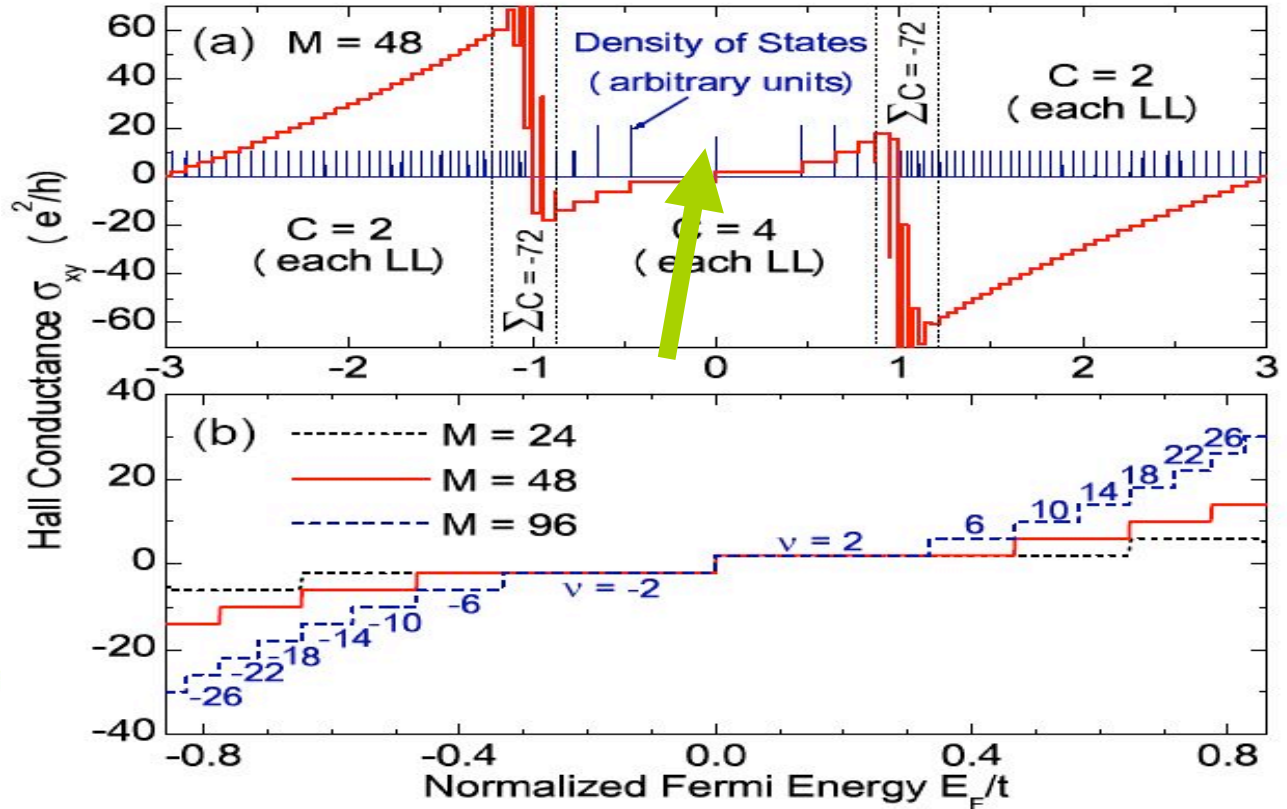 (a) M = 48
Density of States
(arbitrary units)
C = 2
(each LL)
C = 4
(each LL)
C = 2
(each LL)
ΣC = -72
ΣC = -72
60
40
20
0
-20
-40
-60
-3 -2 -1 0 1 2 3
Hall Conductance σxy (e²/h)
(b)
M = 24
M = 48
M = 96
40
20
0
-20
-40
ν = 2
6
10
14
18
22
26
ν = -2
-6
-10
-14
-18
-22
-26
-0.8 -0.4 0.0 0.4 0.8
Normalized Fermi Energy EF/t